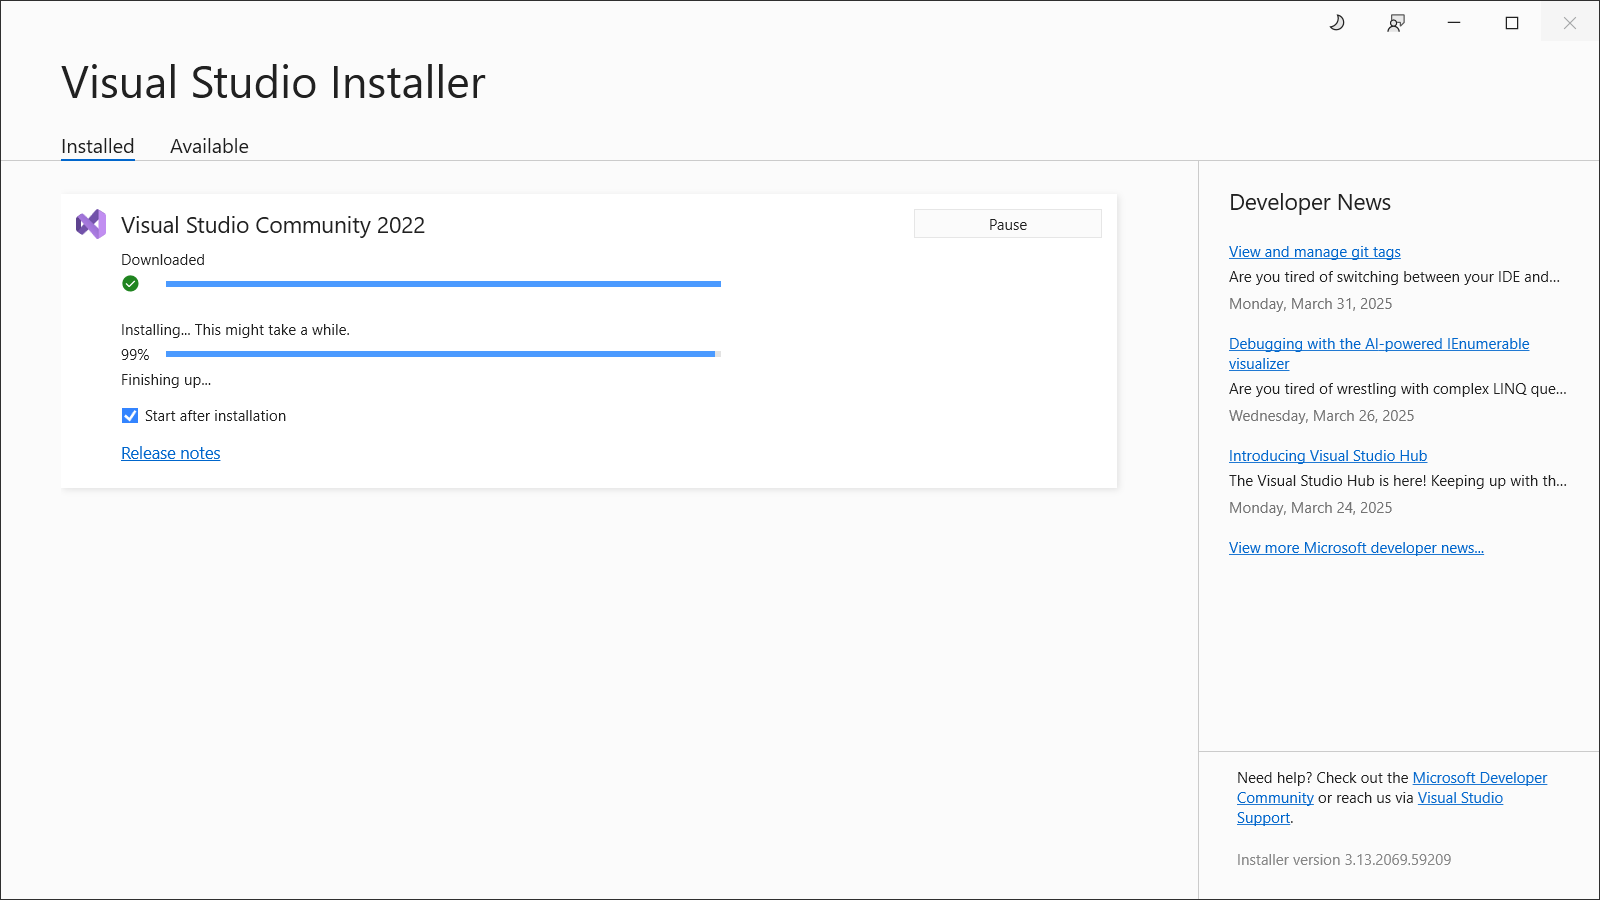 Visual Studio Installer
Installed
Available
Visual Studio Community 2022
Pause
Downloaded
Installing... This might take a while.
99%
Finishing up...
Start after installation
Release notes
Developer News
View and manage git tags
Are you tired of switching between your IDE and...
Monday, March 31, 2025
Debugging with the AI-powered IEnumerable
visualizer
Are you tired of wrestling with complex LINQ que...
Wednesday, March 26, 2025
Introducing Visual Studio Hub
The Visual Studio Hub is here! Keeping up with th...
Monday, March 24, 2025
View more Microsoft developer news...
Need help? Check out the Microsoft Developer
Community or reach us via Visual Studio
Support.
Installer version 3.13.2069.59209